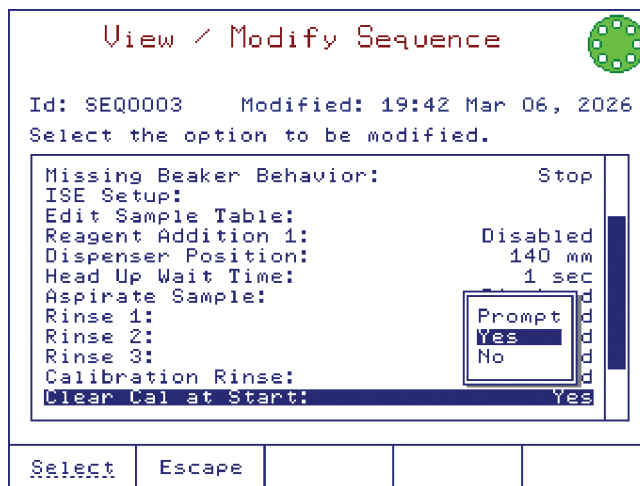 View / Modify Sequence
Id: SEQ0003 Modified: 19:42 Mar 06, 2026
Select the option to be modified.
Missing Beaker Behavior: Stop
ISE Setup:
Edit Sample Table:
Reagent Addition 1: Disabled
Dispenser Position: 140 mm
Head Up Wait Time: 1 sec
Aspirate Sample:
Rinse 1:
Rinse 2:
Rinse 3:
Calibration Rinse:
Clear Cal at Start: Yes
Prompt
Yes
No
Select Escape